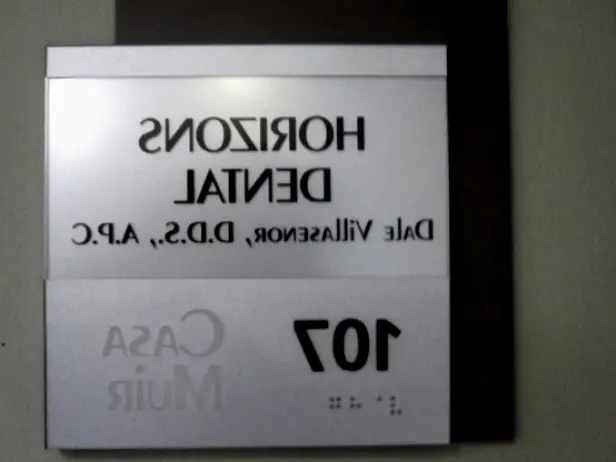 HORIZONS
DENTAL
DALE VILLASENOR, D.D.S., A.P.C
107
CASA
MUIR